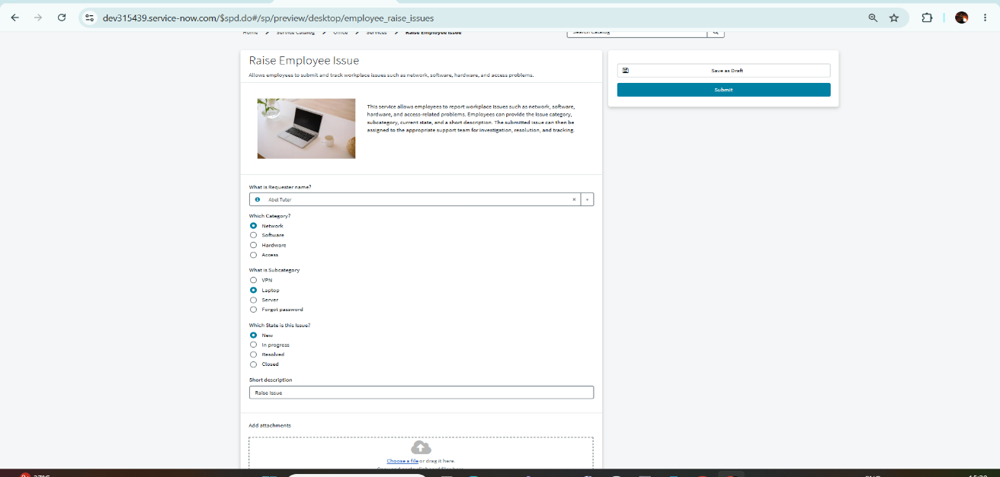 dev315439.service-now.com/$spd.do#/sp/preview/desktop/employee_raise_issues
Home Service Catalog Office Services Raise Employee Issue
Search Catalog
Raise Employee Issue
Allows employees to submit and track workplace issues such as network, software, hardware, and access problems.
This service allows employees to report workplace issues such as network, software,
hardware, and access-related problems. Employees can provide the issue category,
subcategory, current state, and a short description. The submitted issue can then be
assigned to the appropriate support team for investigation, resolution, and tracking.
Save as Draft
Submit
What is Requester name?
Abel Tuter
Which Category?
Network
Software
Hardware
Access
What is Subcategory
VPN
Laptop
Server
Forgot password
Which State is this Issue?
New
In progress
Resolved
Closed
Short description
Raise Issue
Add attachments
Choose a file or drag it here.